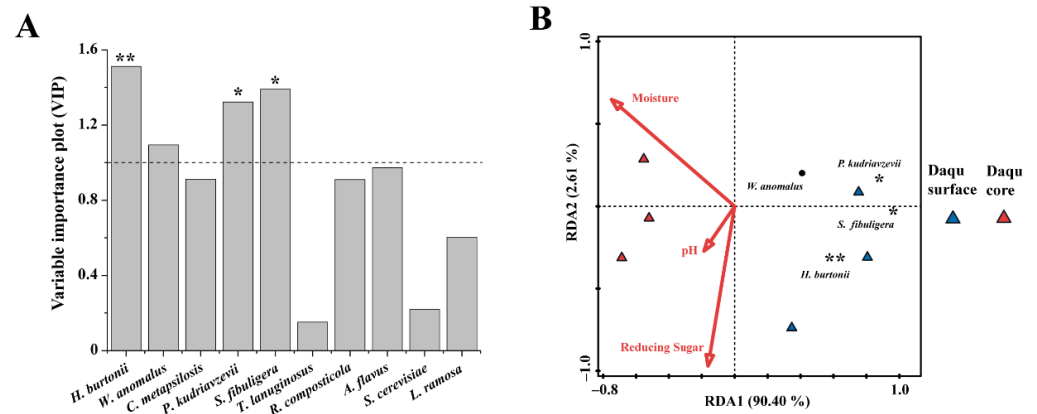 A
Variable importance plot (VIP)
1.6
1.2
0.8
0.4
0
**
*
*
H. burtonii
W. anomalus
C. metapsilosis
P. kudriavzevii
S. fibuligera
T. lanuginosus
R. composticola
A. flavus
S. cerevisiae
L. ramosa
B
RDA2 (2.61 %)
1.0
−1.0
Moisture
pH
Reducing Sugar
W. anomalus
P. kudriavzevii
*
*
S. fibuligera
**
H. burtonii
−0.8
1.0
RDA1 (90.40 %)
Daqu
surface
Daqu
core